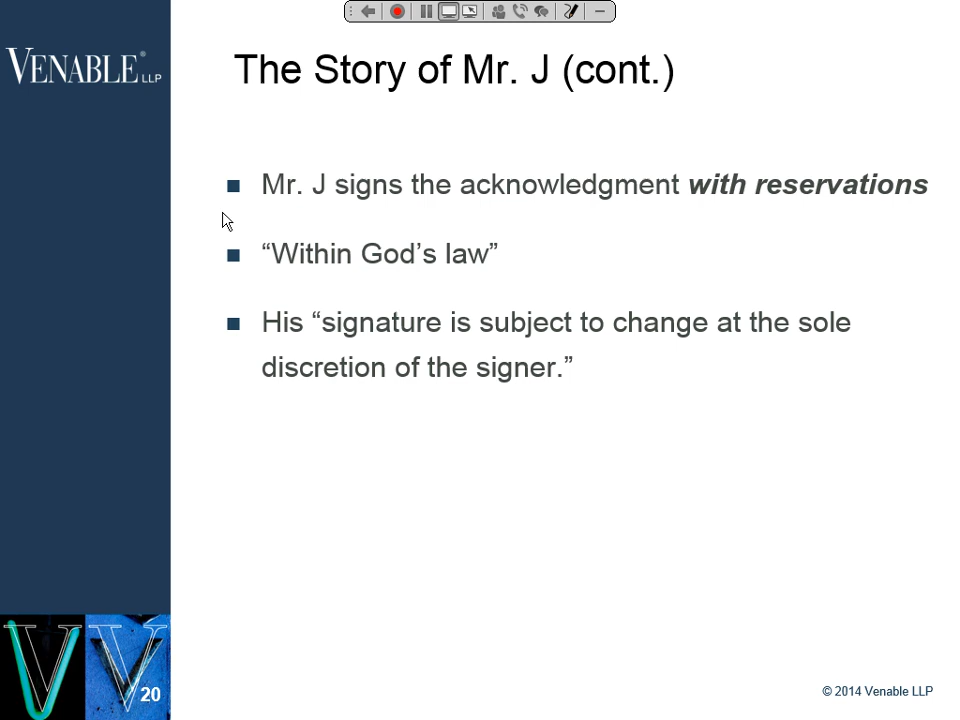 VENABLE® LLP
The Story of Mr. J (cont.)
Mr. J signs the acknowledgment with reservations
“Within God’s law”
His “signature is subject to change at the sole
discretion of the signer.”
V V
20
© 2014 Venable LLP